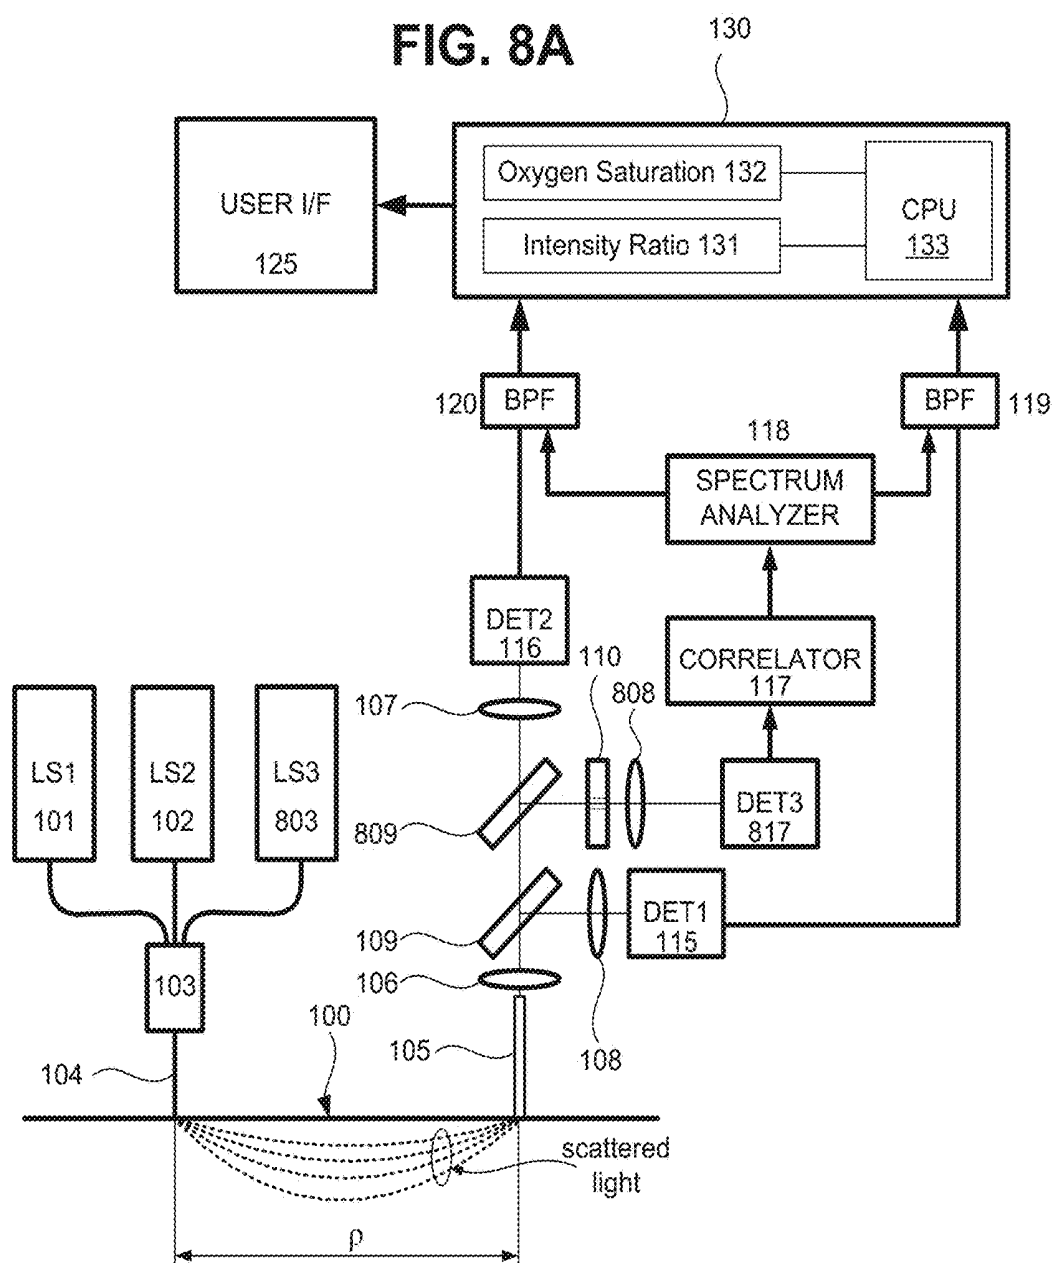 FIG. 8A
130
USER I/F
125
Oxygen Saturation 132
Intensity Ratio 131
CPU
133
120
BPF
BPF
119
118
SPECTRUM
ANALYZER
DET2
116
CORRELATOR
117
110
808
107
LS1
101
LS2
102
LS3
803
809
DET3
817
109
DET1
115
103
106
108
100
105
104
scattered
light
ρ